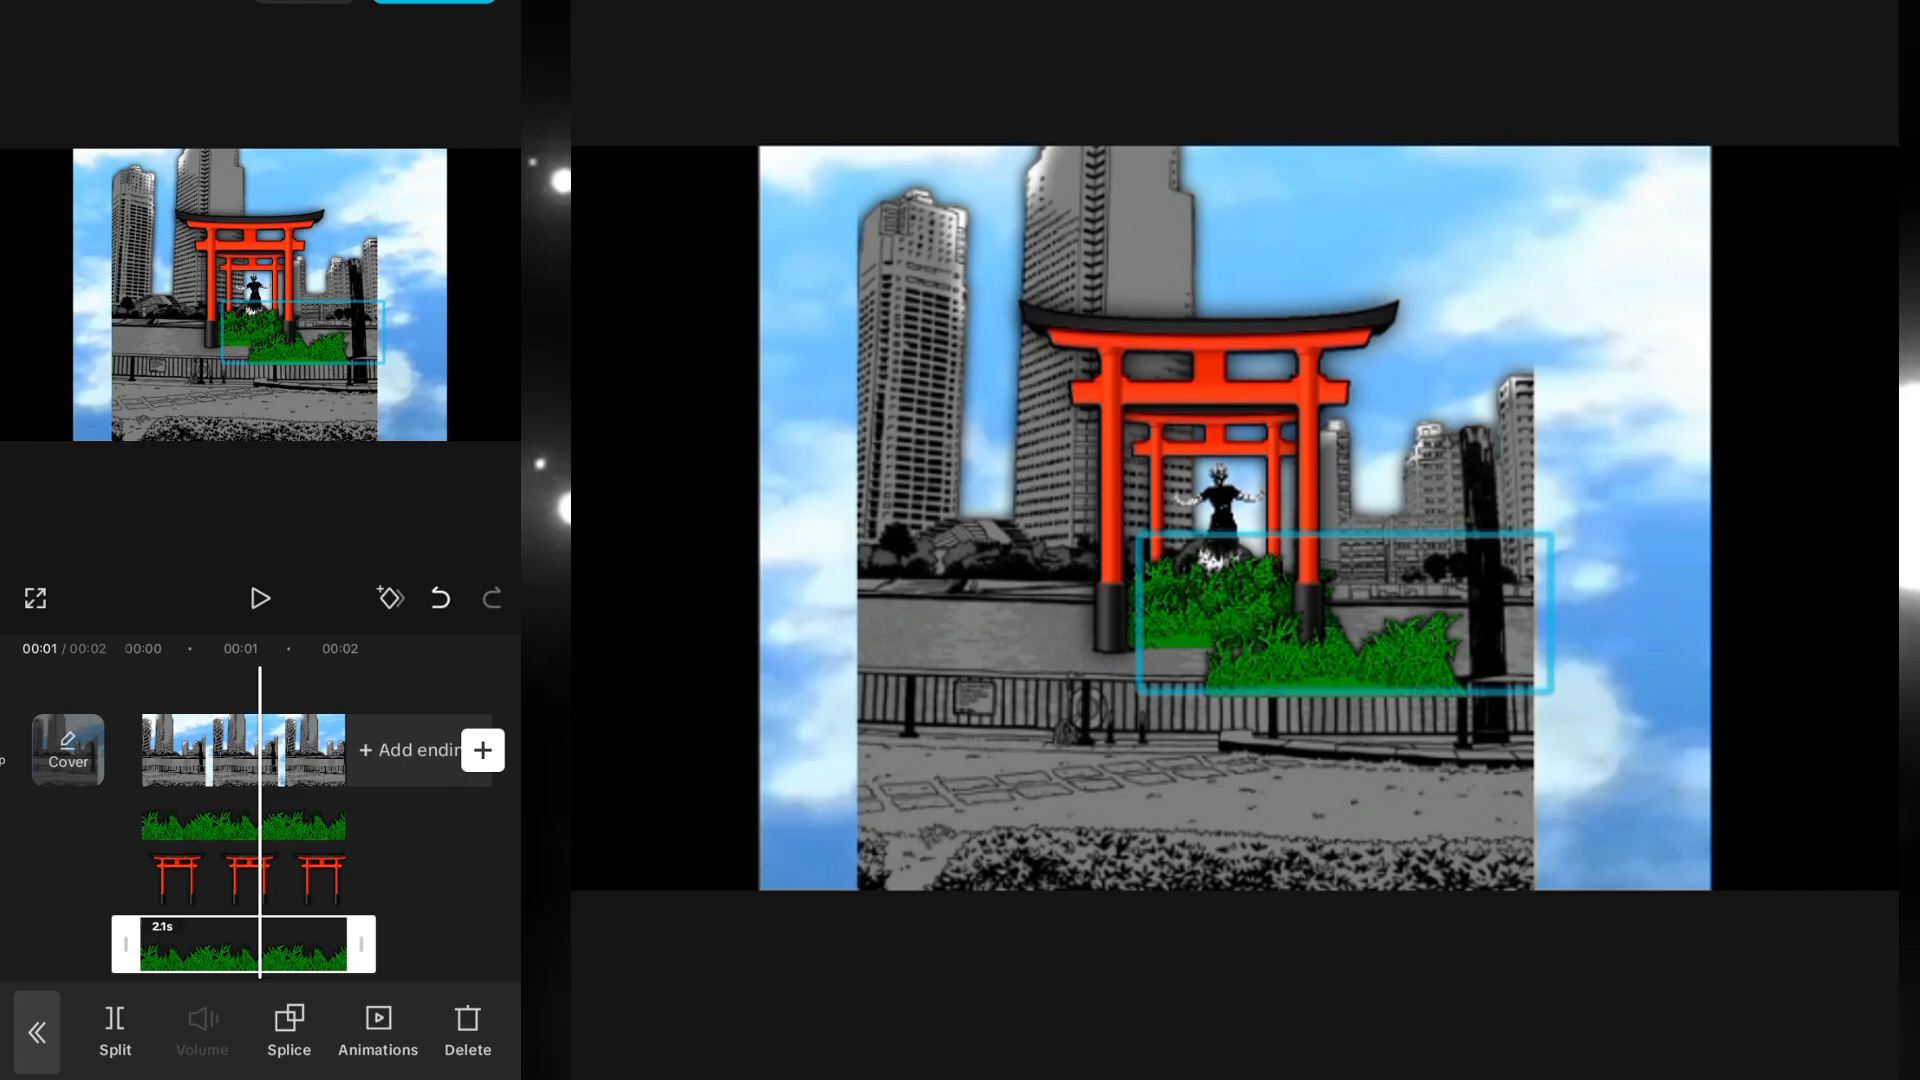 00:01 / 00:02 00:00 00:01 00:02
p
Cover
+ Add endin
+
2.1s
Split
Volume
Splice
Animations
Delete